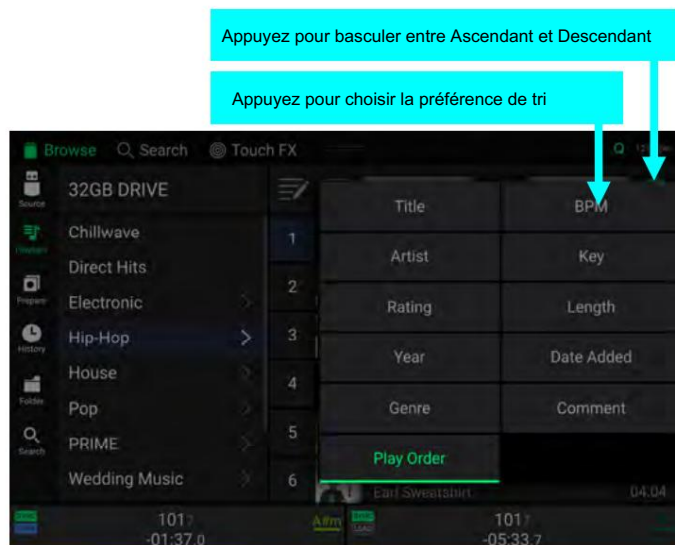 Appuyez pour basculer entre Ascendant et Descendant
Appuyez pour choisir la préférence de tri
Browse Search Touch FX
Source
32GB DRIVE
Playlists
Chillwave
Direct Hits
Prepare
Electronic
History
Hip-Hop
House
Folder
Pop
Search
PRIME
Wedding Music
1
2
3
4
5
6
Title BPM
Artist Key
Rating Length
Year Date Added
Genre Comment
Play Order
Earl Sweatshirt 04:04
101
-01:37.0
A#m
101
-05:33.7